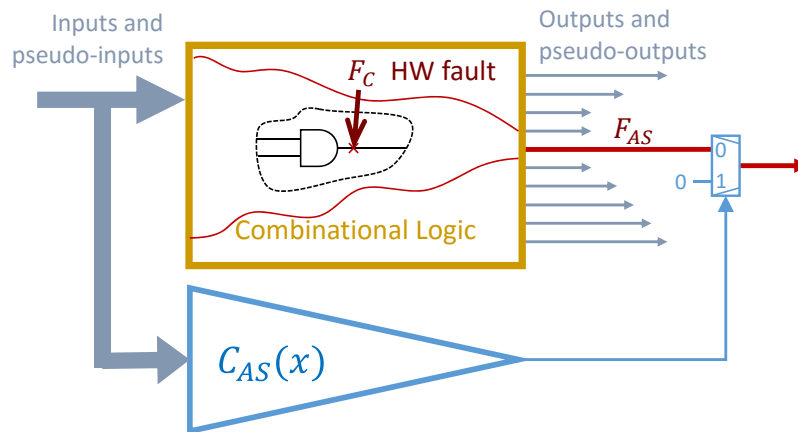 Inputs and
pseudo-inputs
Outputs and
pseudo-outputs
F_C HW fault
F_AS
0
0 1
Combinational Logic
C_AS(x)